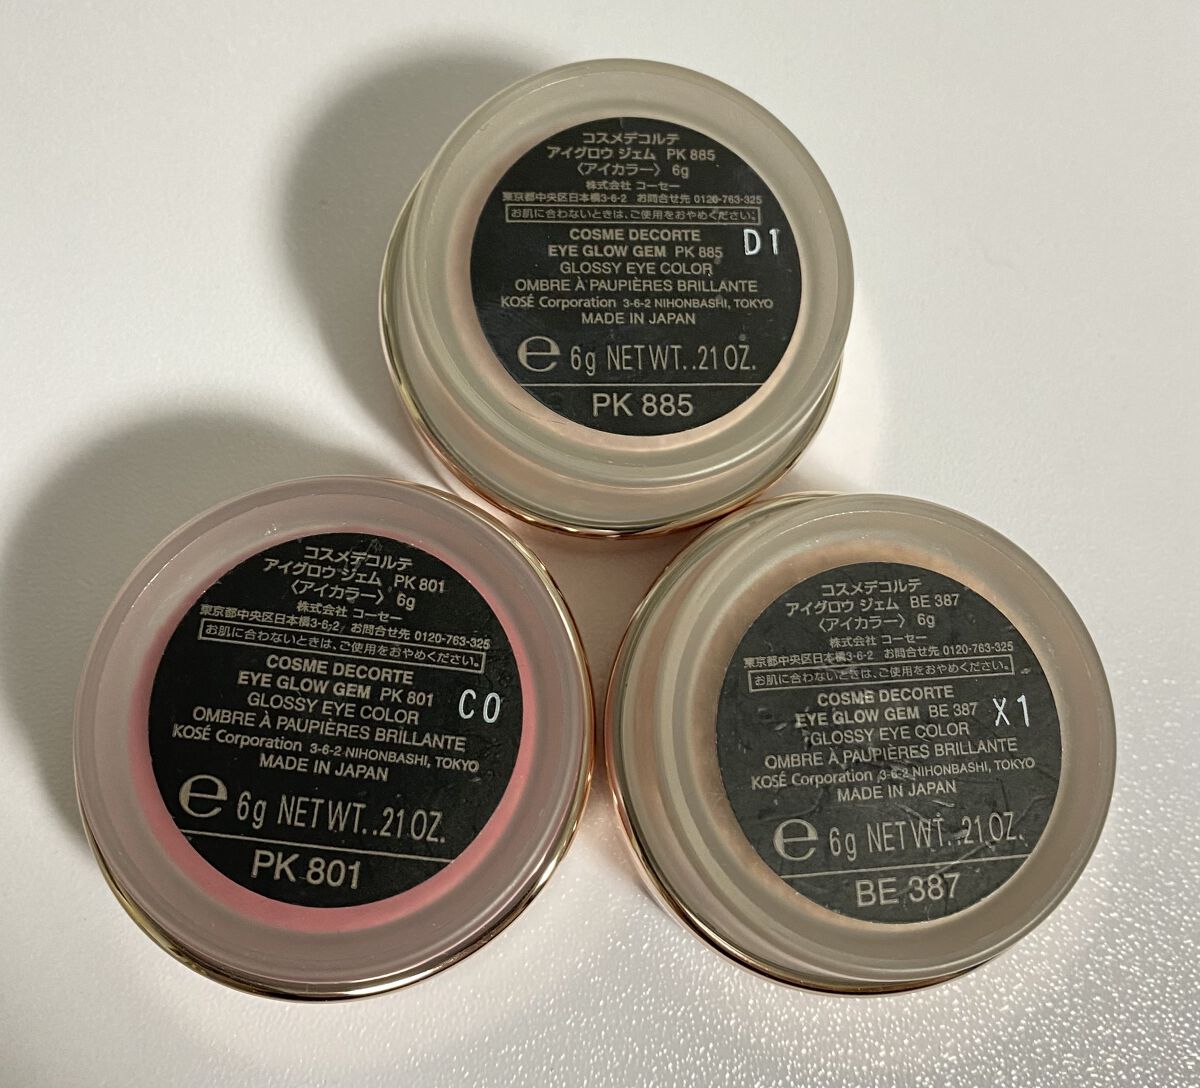 コスメデコルテ
アイグロウ ジェム PK 885
〈アイカラー〉 6g
株式会社 コーセー
東京都中央区日本橋3-6-2 お問合せ先 0120-763-325
お肌に合わないときは、ご使用をおやめください。
COSME DECORTE
EYE GLOW GEM PK 885
D1
GLOSSY EYE COLOR
OMBRE À PAUPIÈRES BRILLANTE
KOSÉ Corporation 3-6-2 NIHONBASHI, TOKYO
MADE IN JAPAN
e 6g NET WT. .21 OZ.
PK 885
コスメデコルテ
アイグロウ ジェム PK 801
〈アイカラー〉 6g
株式会社 コーセー
東京都中央区日本橋3-6-2 お問合せ先 0120-763-325
お肌に合わないときは、ご使用をおやめください。
COSME DECORTE
EYE GLOW GEM PK 801
C0
GLOSSY EYE COLOR
OMBRE À PAUPIÈRES BRILLANTE
KOSÉ Corporation 3-6-2 NIHONBASHI, TOKYO
MADE IN JAPAN
e 6g NET WT. .21 OZ.
PK 801
コスメデコルテ
アイグロウ ジェム BE 387
〈アイカラー〉 6g
株式会社 コーセー
東京都中央区日本橋3-6-2 お問合せ先 0120-763-325
お肌に合わないときは、ご使用をおやめください。
COSME DECORTE
EYE GLOW GEM BE 387
X1
GLOSSY EYE COLOR
OMBRE À PAUPIÈRES BRILLANTE
KOSÉ Corporation 3-6-2 NIHONBASHI, TOKYO
MADE IN JAPAN
e 6g NET WT. .21 OZ.
BE 387